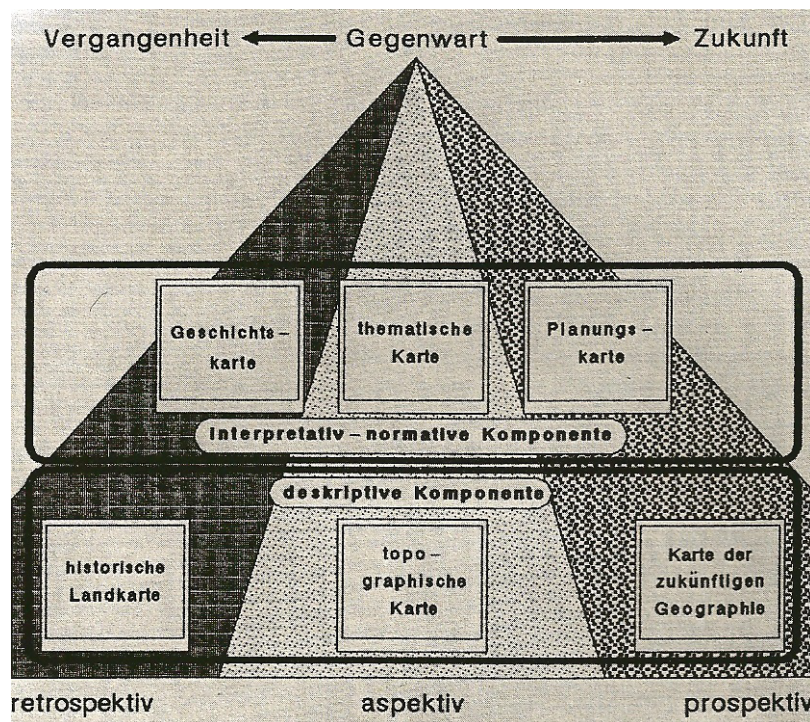 Vergangenheit Gegenwart Zukunft
Geschichts-
karte
thematische
Karte
Planungs-
karte
interpretativ-normative Komponente
deskriptive Komponente
historische
Landkarte
topo-
graphische
Karte
Karte der
zukünftigen
Geographie
retrospektiv aspektiv prospektiv